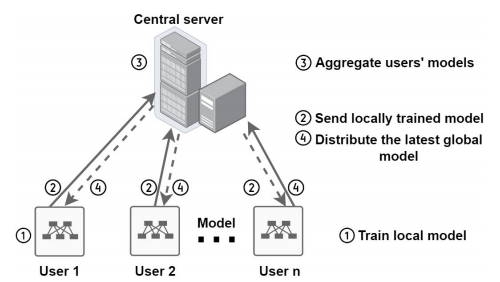 Central server
③
③ Aggregate users' models
② Send locally trained model
④ Distribute the latest global
model
② ④ ② ④ ② ④
① Model ① Train local model
User 1 User 2 User n